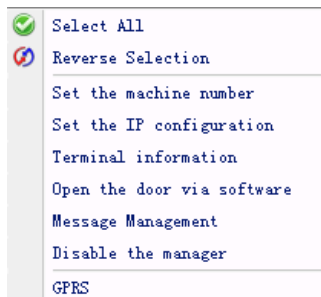 Select All
Reverse Selection
Set the machine number
Set the IP configuration
Terminal information
Open the door via software
Message Management
Disable the manager
GPRS